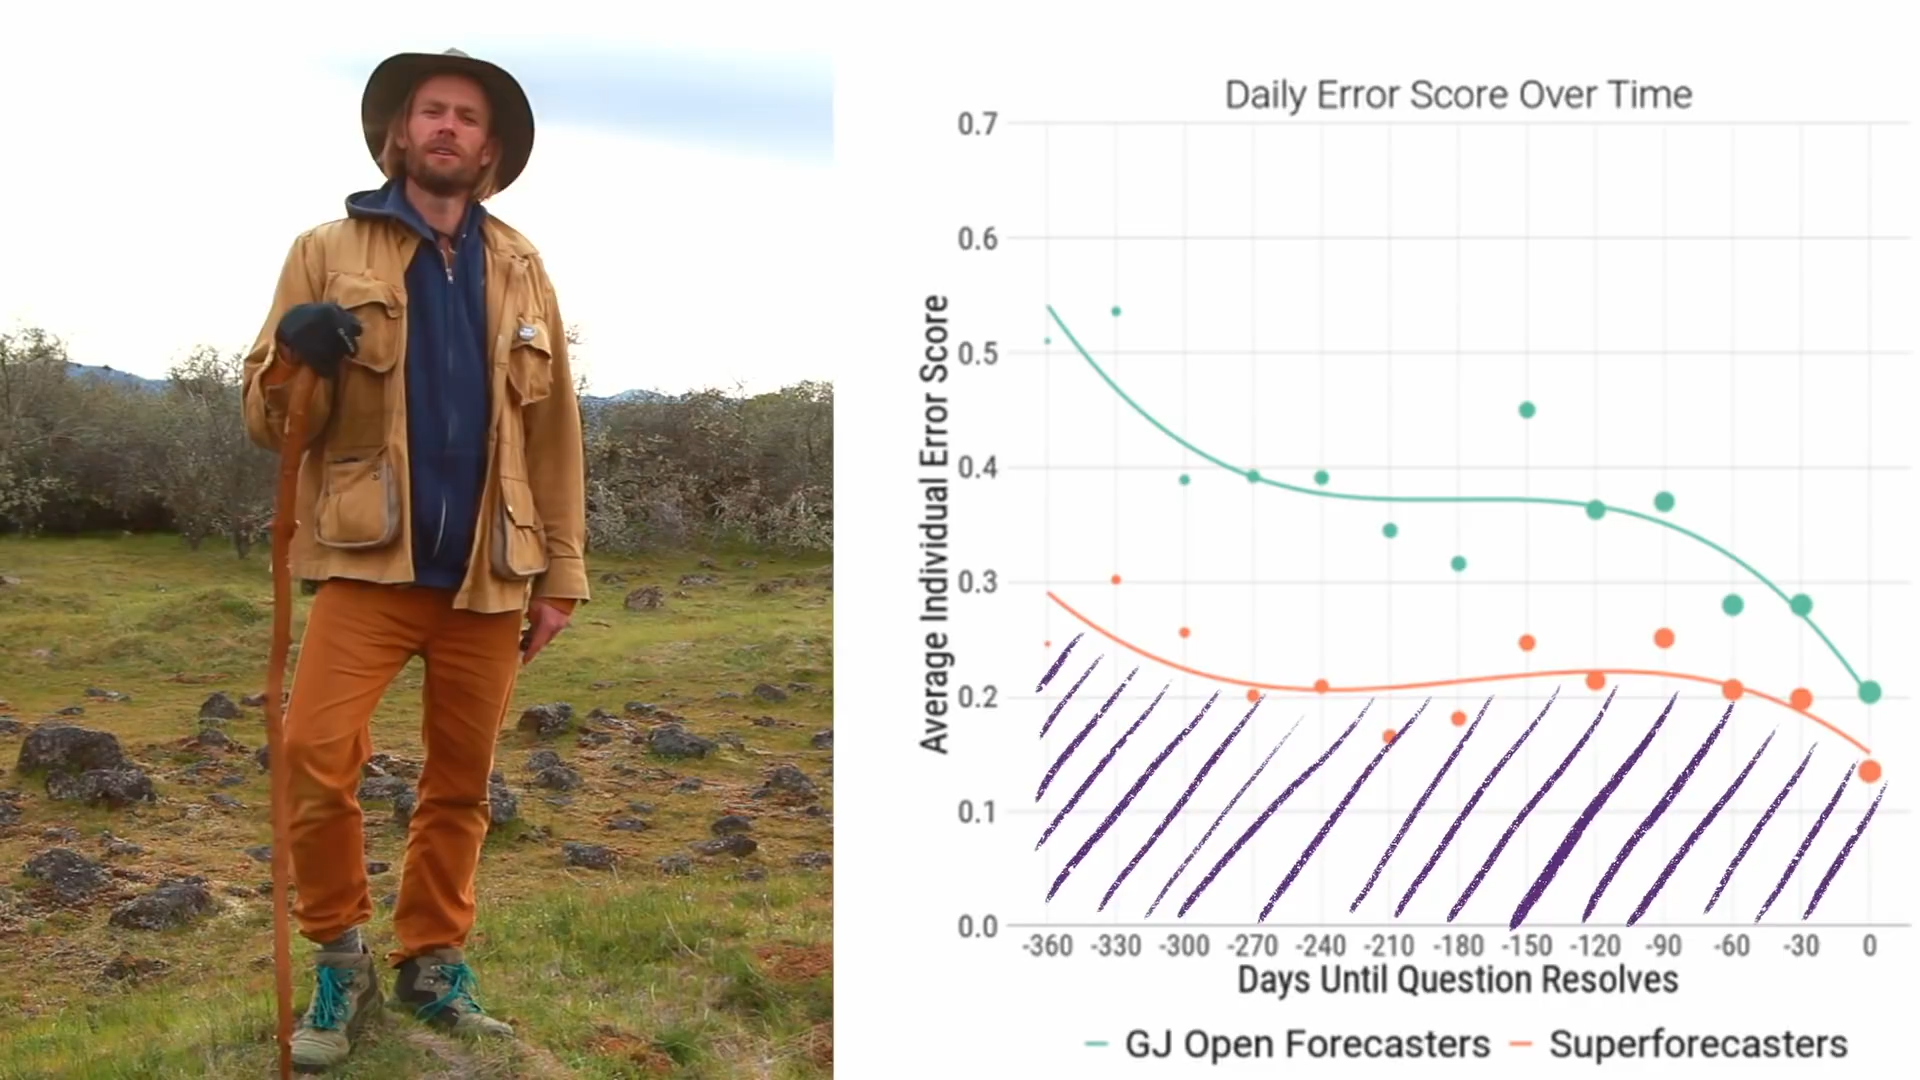 Daily Error Score Over Time
Average Individual Error Score
0.7
0.6
0.5
0.4
0.3
0.2
0.1
0.0
-360 -330 -300 -270 -240 -210 -180 -150 -120 -90 -60 -30 0
Days Until Question Resolves
GJ Open Forecasters Superforecasters